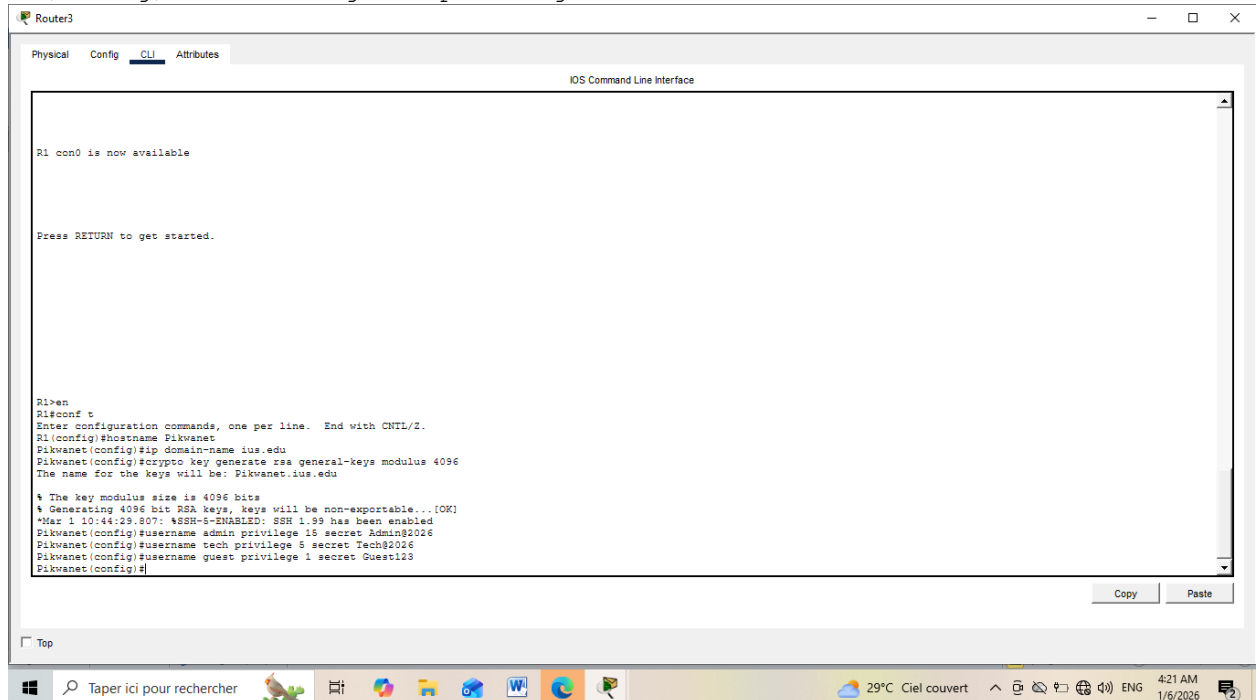 Router3
Physical Config CLI Attributes
IOS Command Line Interface
R1 con0 is now available
Press RETURN to get started.
R1>en
R1#conf t
Enter configuration commands, one per line.  End with CNTL/Z.
R1(config)#hostname Pikwanet
Pikwanet(config)#ip domain-name ius.edu
Pikwanet(config)#crypto key generate rsa general-keys modulus 4096
The name for the keys will be: Pikwanet.ius.edu
% The key modulus size is 4096 bits
% Generating 4096 bit RSA keys, keys will be non-exportable...[OK]
*Mar 1 10:44:29.807: %SSH-5-ENABLED: SSH 1.99 has been enabled
Pikwanet(config)#username admin privilege 15 secret Admin@2026
Pikwanet(config)#username tech privilege 5 secret Tech@2026
Pikwanet(config)#username guest privilege 1 secret Guest123
Pikwanet(config)#
Copy Paste
Top
Taper ici pour rechercher
29°C Ciel couvert ENG 4:21 AM
1/6/2026